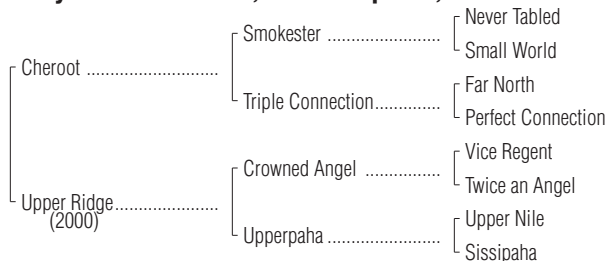 Never Tabled
Smokester ........................
Small World
Cheroot ............................
Far North
Triple Connection..............
Perfect Connection
Vice Regent
Crowned Angel ................
Twice an Angel
Upper Ridge......................
(2000)
Upper Nile
Upperpaha ........................
Sissipaha